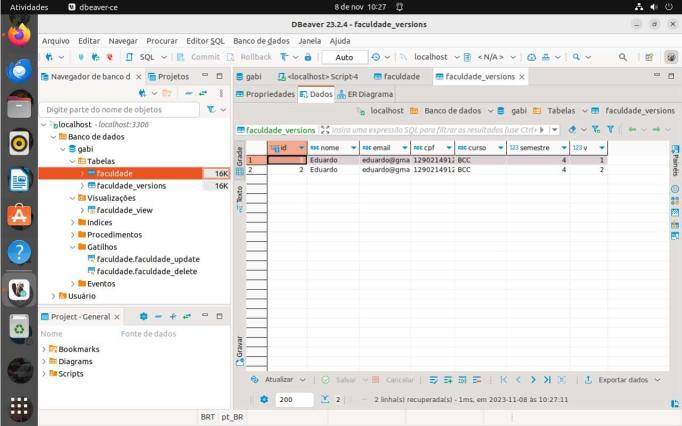 Atividades dbeaver-ce 8 de nov 10:27
DBeaver 23.2.4 - faculdade_versions
Arquivo Editar Navegar Procurar Editor SQL Banco de dados Janela Ajuda
SQL Commit Rollback Auto localhost < N/A >
Navegador de banco d Projetos
Digite parte do nome de objetos
localhost - localhost:3306
Banco de dados
gabi
Tabelas
faculdade 16K
faculdade_versions 16K
Visualizações
faculdade_view
Indices
Procedimentos
Gatilhos
faculdade.faculdade_update
faculdade.faculdade_delete
Eventos
Usuário
Project - General
Nome Fonte de dados
Bookmarks
Diagrams
Scripts
gabi <localhost> Script-4 faculdade faculdade_versions
Propriedades Dados ER Diagrama
localhost Banco de dados gabi Tabelas faculdade_versions
faculdade_versions insira uma expressão SQL para filtrar os resultados (use Ctrl+
Grade
Texto
Gravar
id nome email cpf curso semestre v
1 1 Eduardo eduardo@gma 1290214912 BCC 4 1
2 2 Eduardo eduardo@gma 1290214912 BCC 4 2
Painéis
Atualizar Salvar Cancelar Exportar dados
200 2 2 linha(s) recuperada(s) - 1ms, em 2023-11-08 às 10:27:11
BRT pt_BR